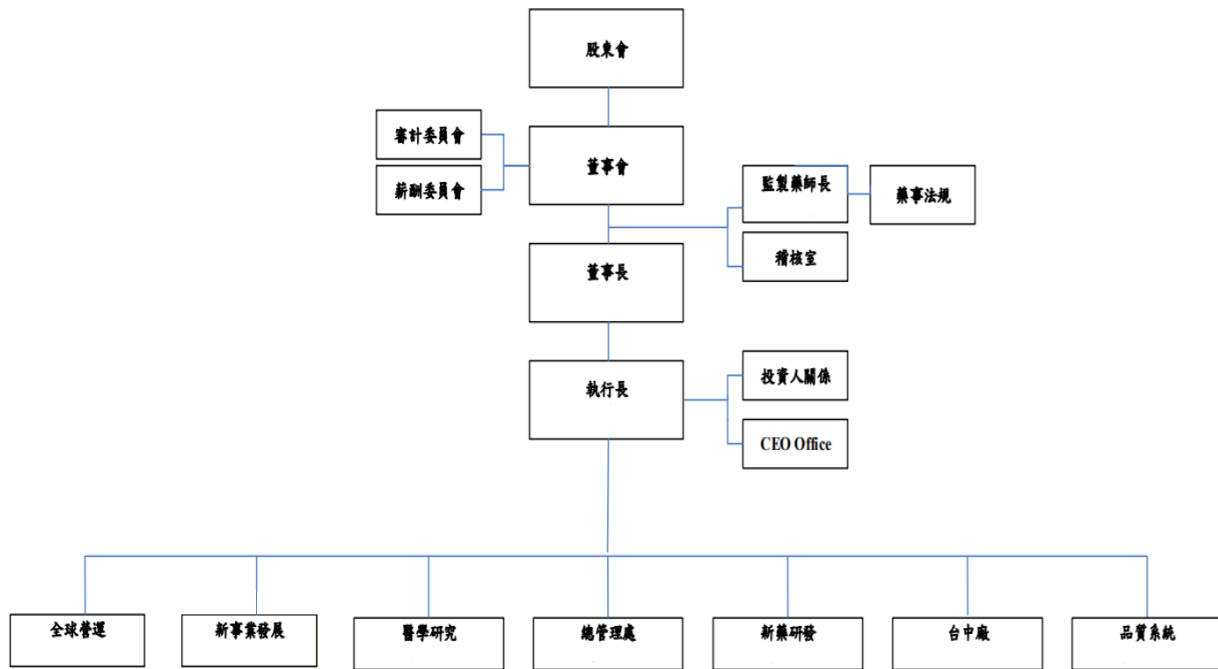 股東會
審計委員會
董事會
薪酬委員會
監製藥師長
藥事法規
稽核室
董事長
執行長
投資人關係
CEO Office
全球營運
新事業發展
醫學研究
總管理處
新藥研發
台中廠
品質系統